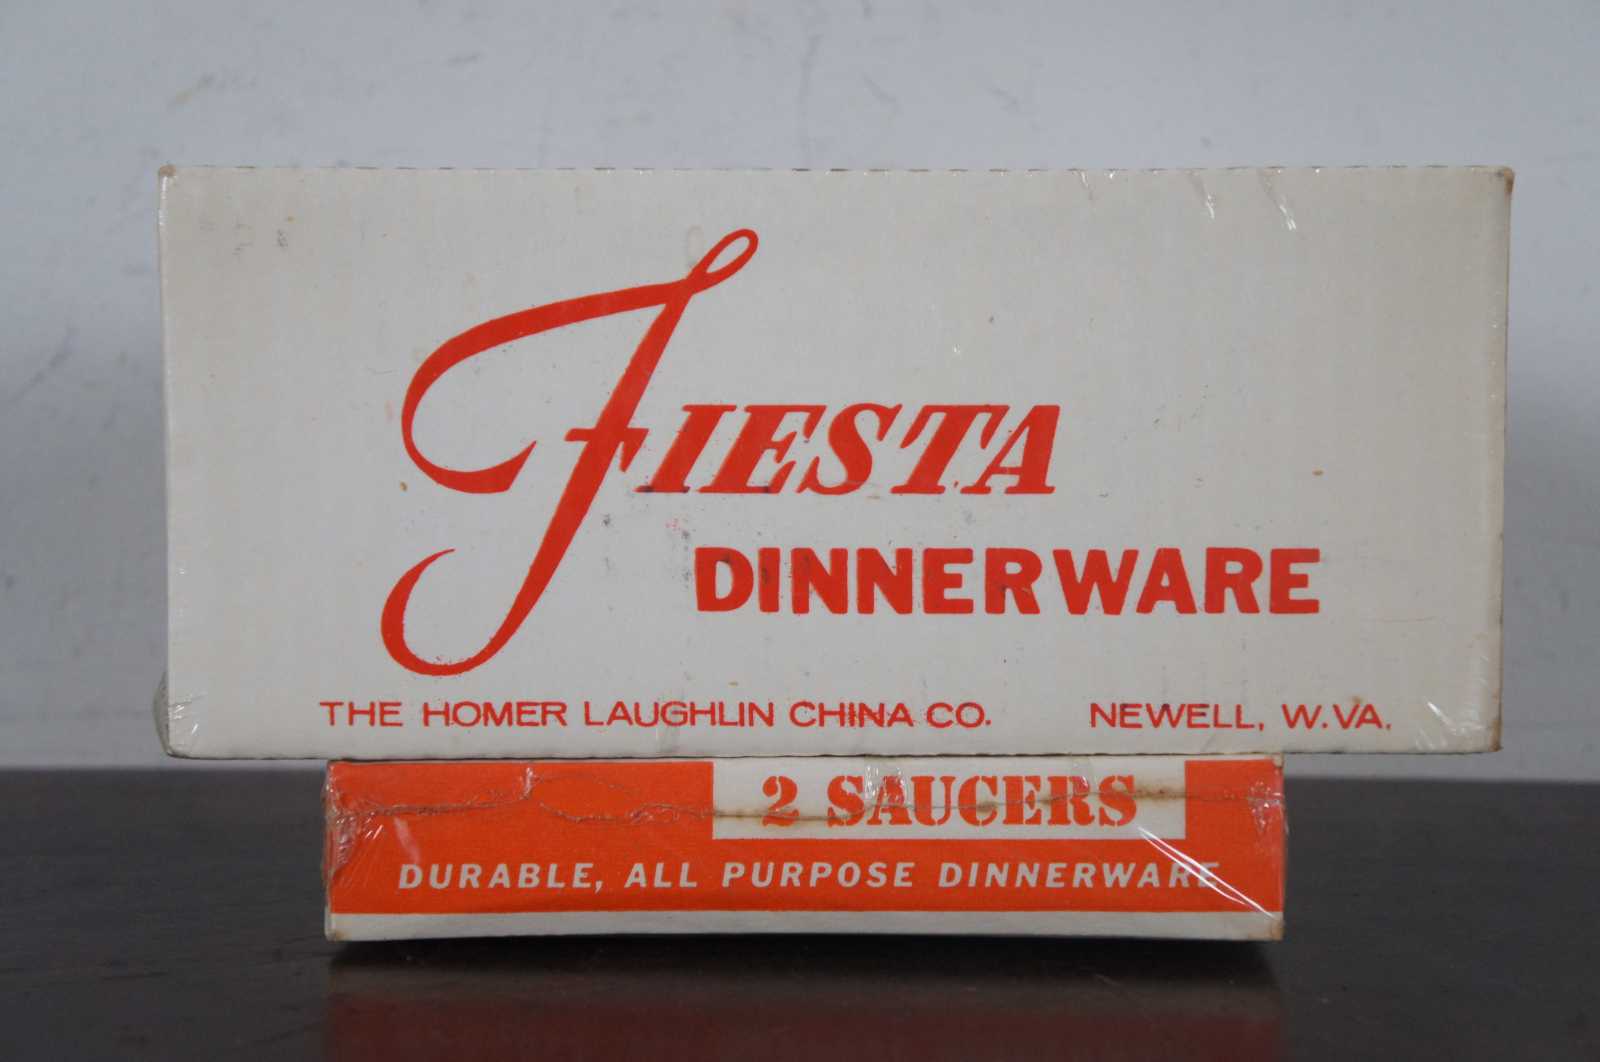 FIESTA
DINNERWARE
THE HOMER LAUGHLIN CHINA CO. NEWELL, W.VA.
2 SAUCERS
DURABLE, ALL PURPOSE DINNERWARE